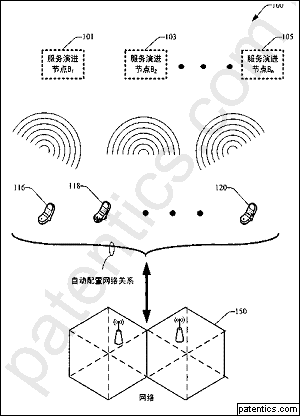 100
101
103
105
服务演进
节点B₁
服务演进
节点B₂
服务演进
节点Bₙ
116
118
120
自动配置网络关系
150
网络
patentics.com
patentics.com